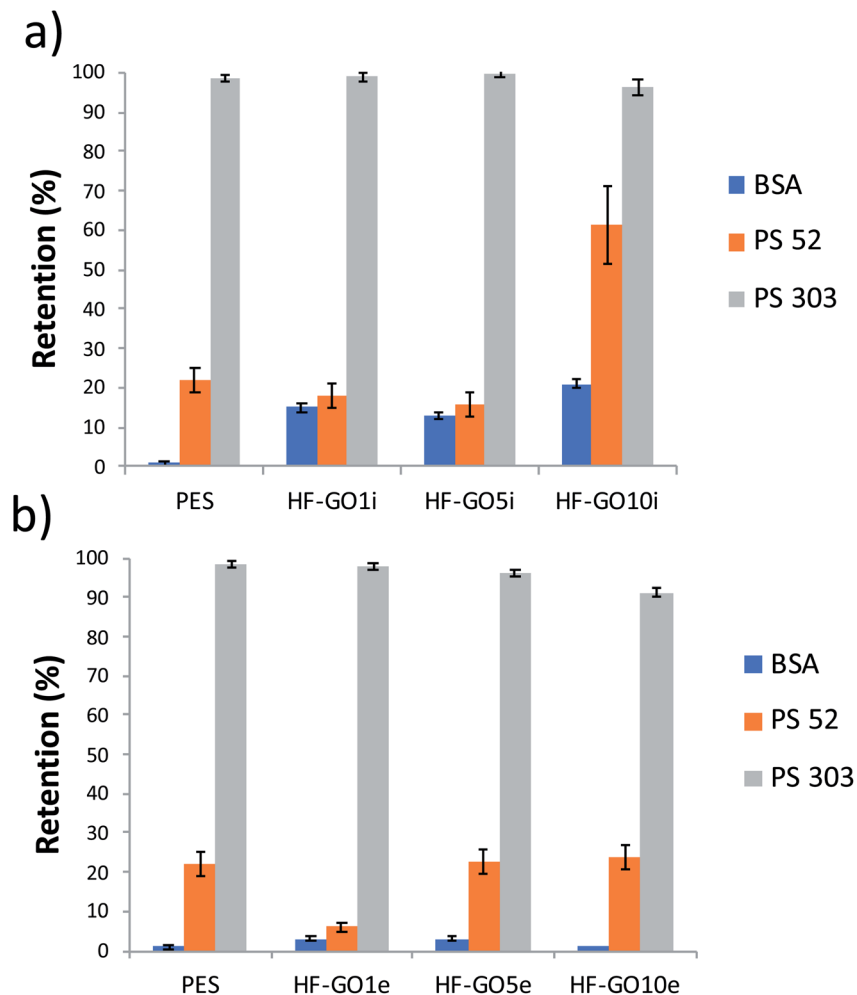 a)
Retention (%)
100
90
80
70
60
50
40
30
20
10
0
PES HF-GO1i HF-GO5i HF-GO10i
BSA
PS 52
PS 303
b)
Retention (%)
100
90
80
70
60
50
40
30
20
10
0
PES HF-GO1e HF-GO5e HF-GO10e
BSA
PS 52
PS 303